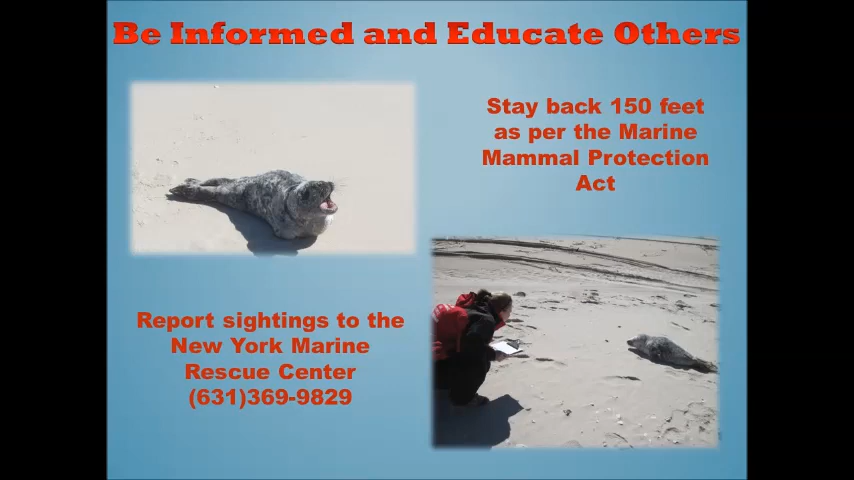 Be Informed and Educate Others
Stay back 150 feet
as per the Marine
Mammal Protection
Act
Report sightings to the
New York Marine
Rescue Center
(631)369-9829